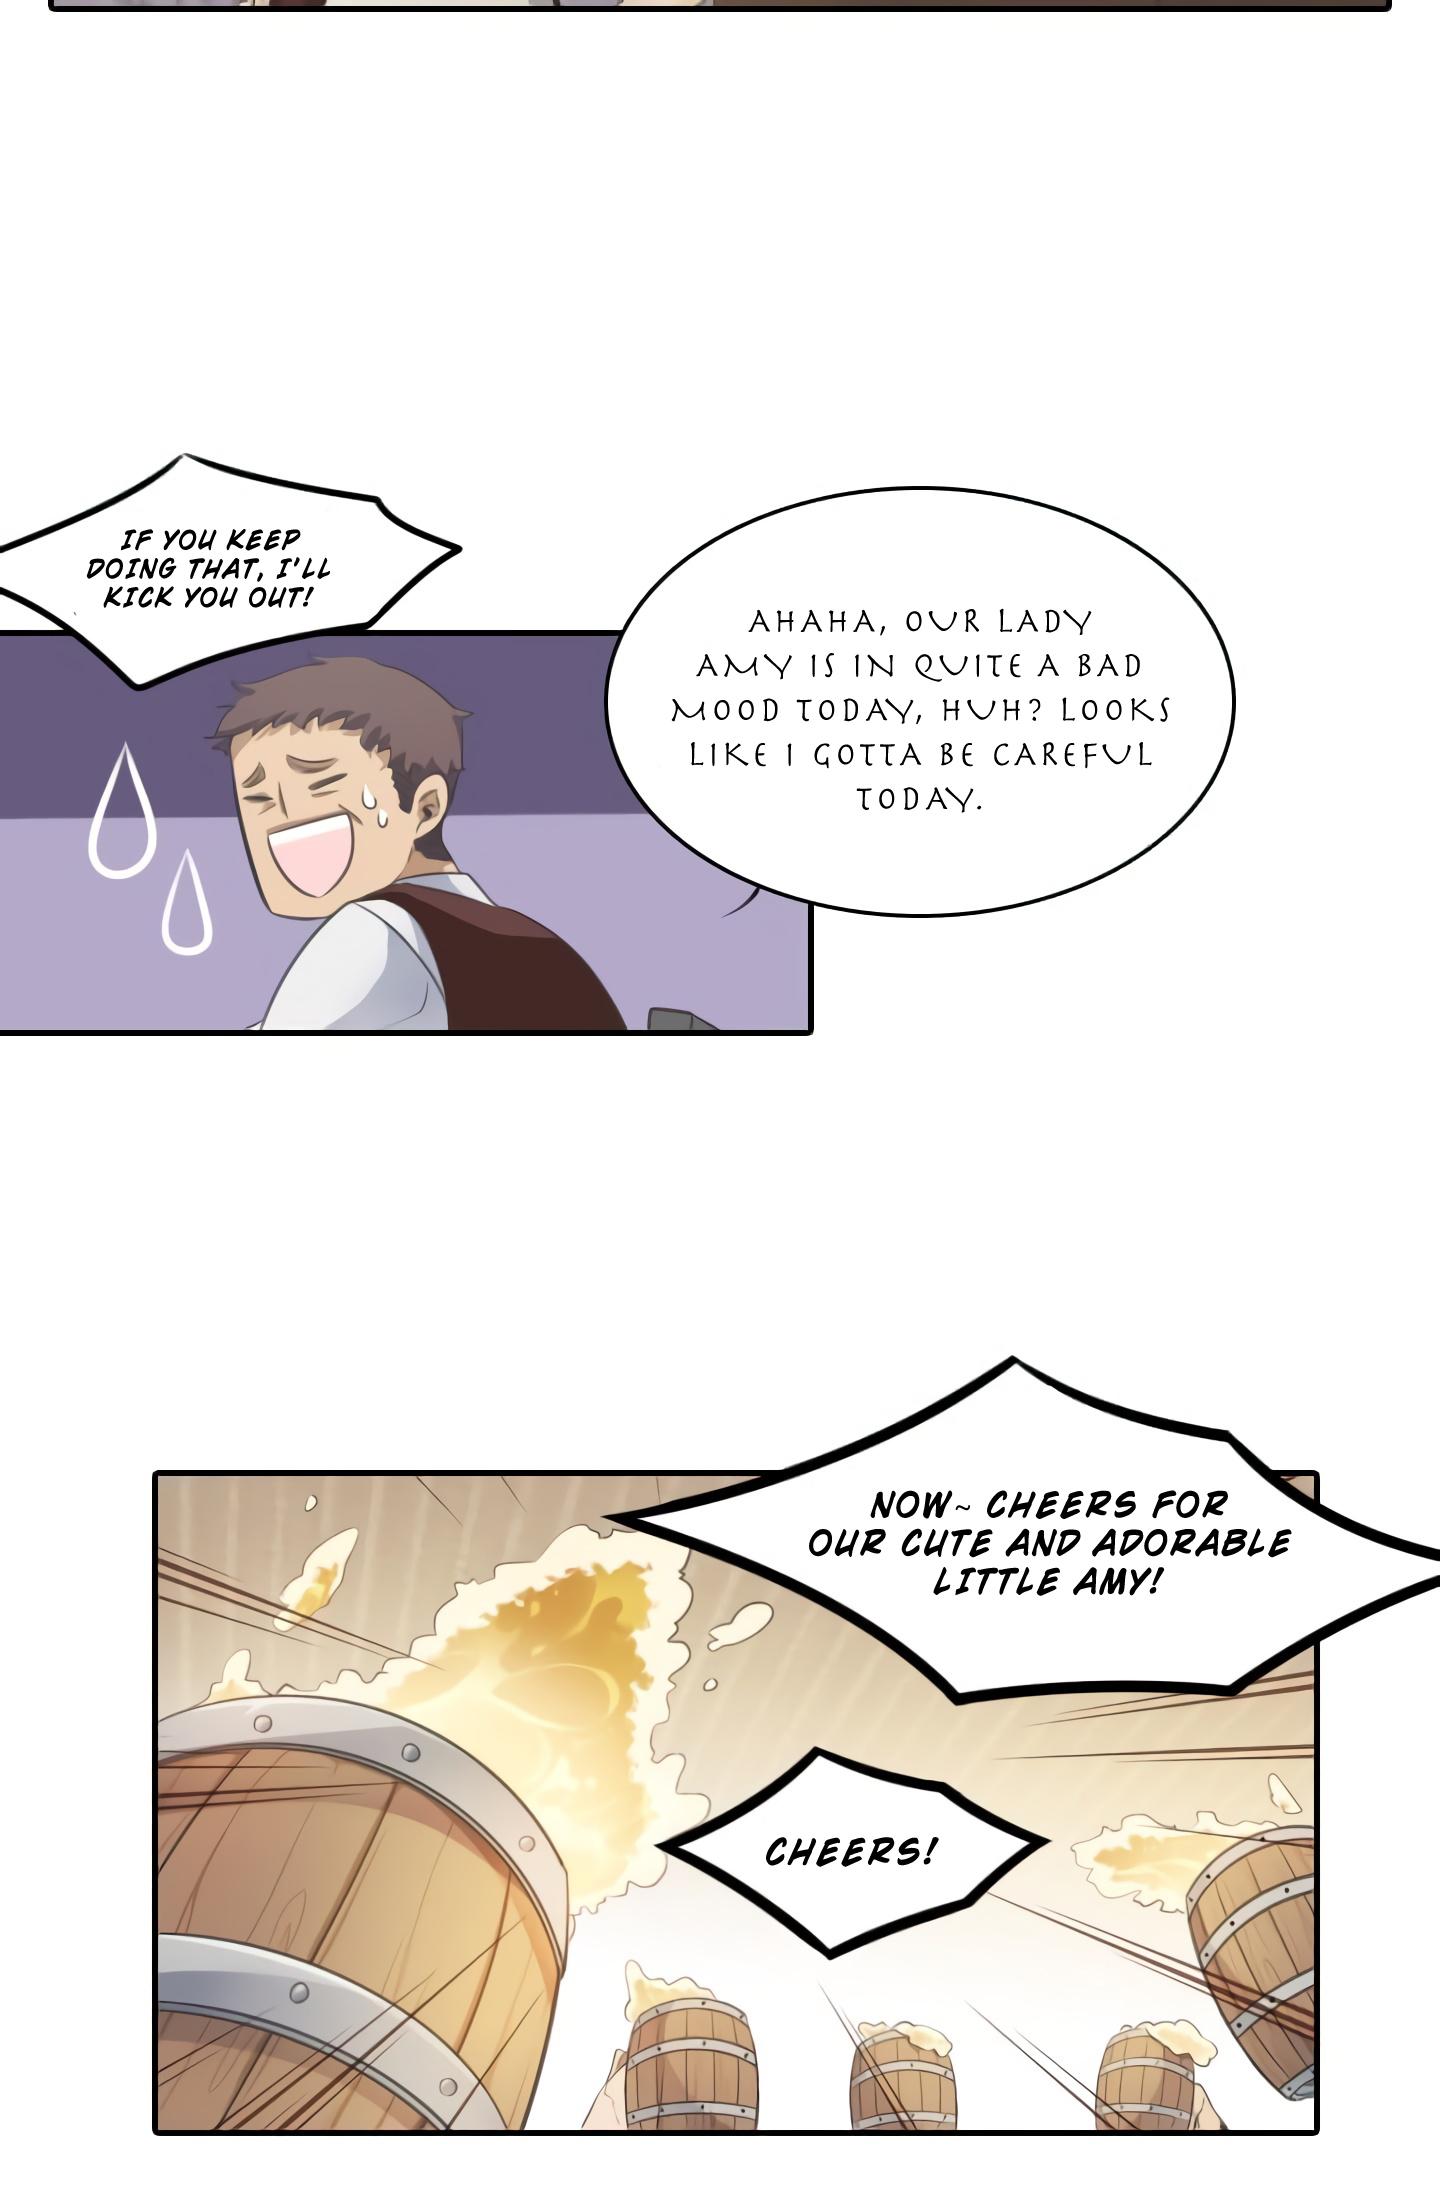 IF YOU KEEP
DOING THAT, I'LL
KICK YOU OUT!
AHAHA, OUR LADY
AMY IS IN QUITE A BAD
MOOD TODAY, HUH? LOOKS
LIKE I GOTTA BE CAREFUL
TODAY.
NOW~ CHEERS FOR
OUR CUTE AND ADORABLE
LITTLE AMY!
CHEERS!